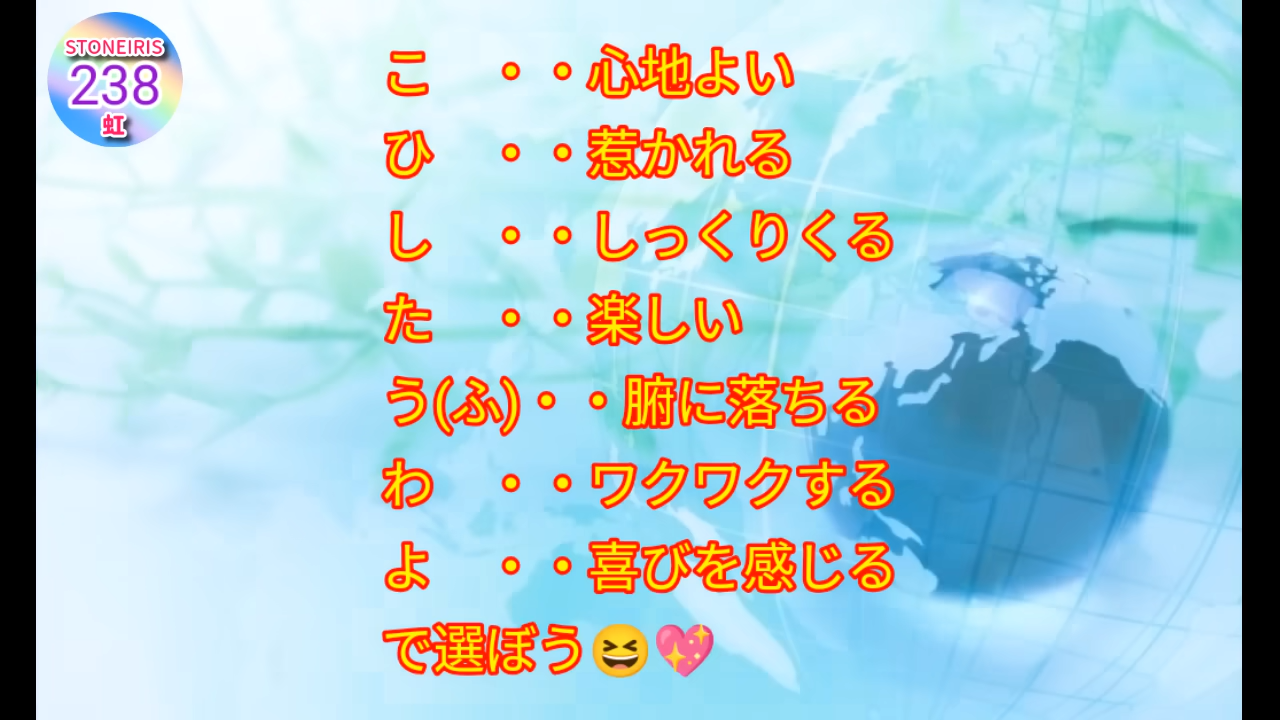 STONEIRIS
238
虹
こ　・・心地よい
ひ　・・惹かれる
し　・・しっくりくる
た　・・楽しい
う(ふ)・・腑に落ちる
わ　・・ワクワクする
よ　・・喜びを感じる
で選ぼう😆💖